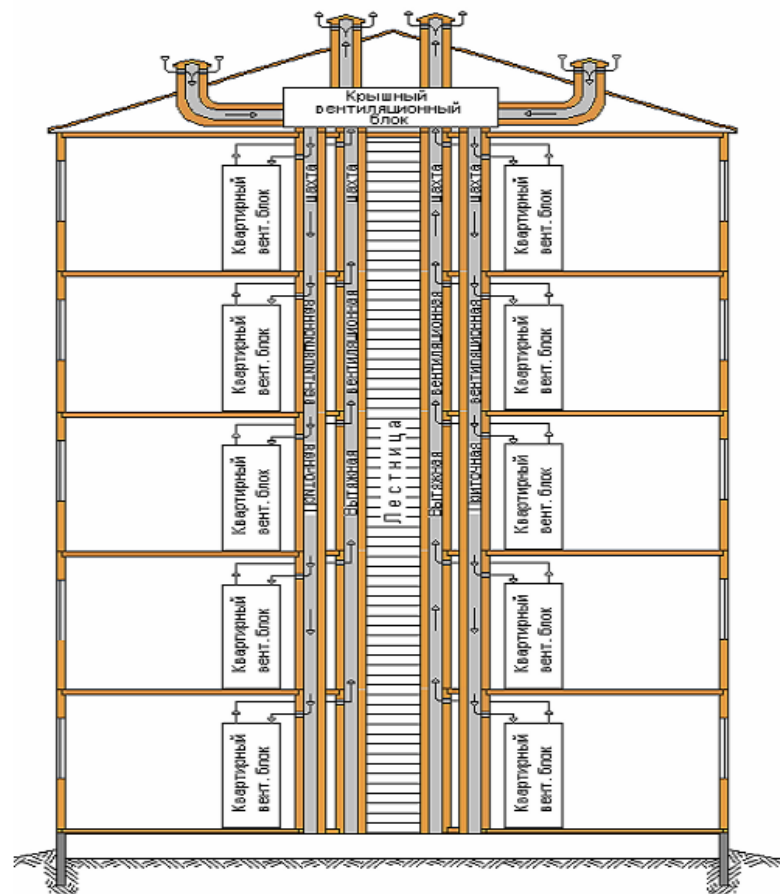 Крышный
вентиляционный
блок
Квартирный
вент. блок
Квартирный
вент. блок
Квартирный
вент. блок
Квартирный
вент. блок
Квартирный
вент. блок
Приточная вентиляционная шахта
Вытяжная вентиляционная шахта
Лестница
Вытяжная вентиляционная шахта
Приточная вентиляционная шахта
Квартирный
вент. блок
Квартирный
вент. блок
Квартирный
вент. блок
Квартирный
вент. блок
Квартирный
вент. блок